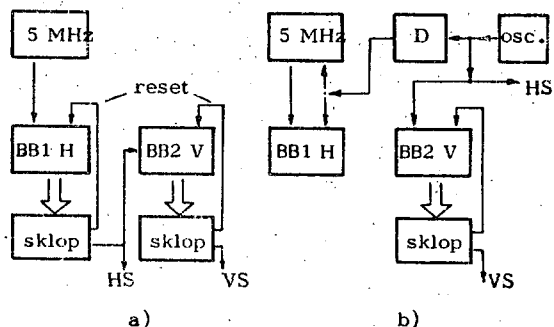 5 MHz
reset
BB1 H
BB2 V
sklop
sklop
HS
VS
a)
5 MHz
D
osc.
HS
BB1 H
BB2 V
sklop
VS
b)